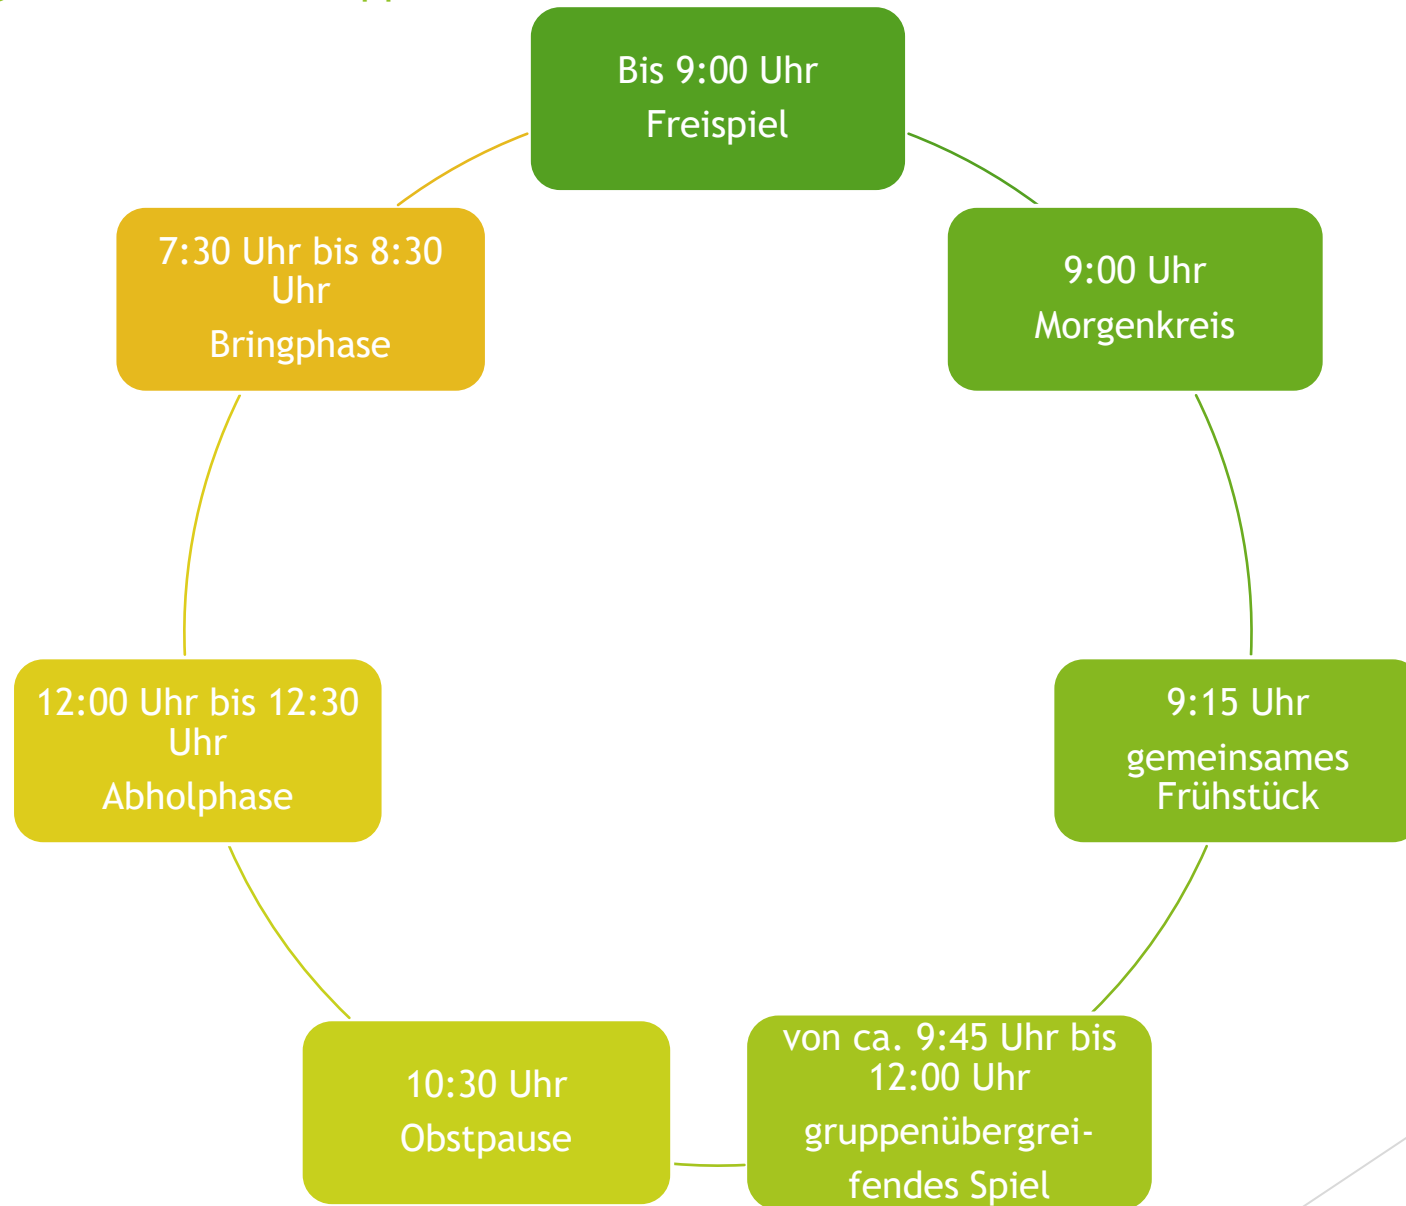 Bis 9:00 Uhr
Freispiel
9:00 Uhr
Morgenkreis
9:15 Uhr
gemeinsames
Frühstück
von ca. 9:45 Uhr bis
12:00 Uhr
gruppenübergrei-
fendes Spiel
10:30 Uhr
Obstpause
12:00 Uhr bis 12:30
Uhr
Abholphase
7:30 Uhr bis 8:30
Uhr
Bringphase